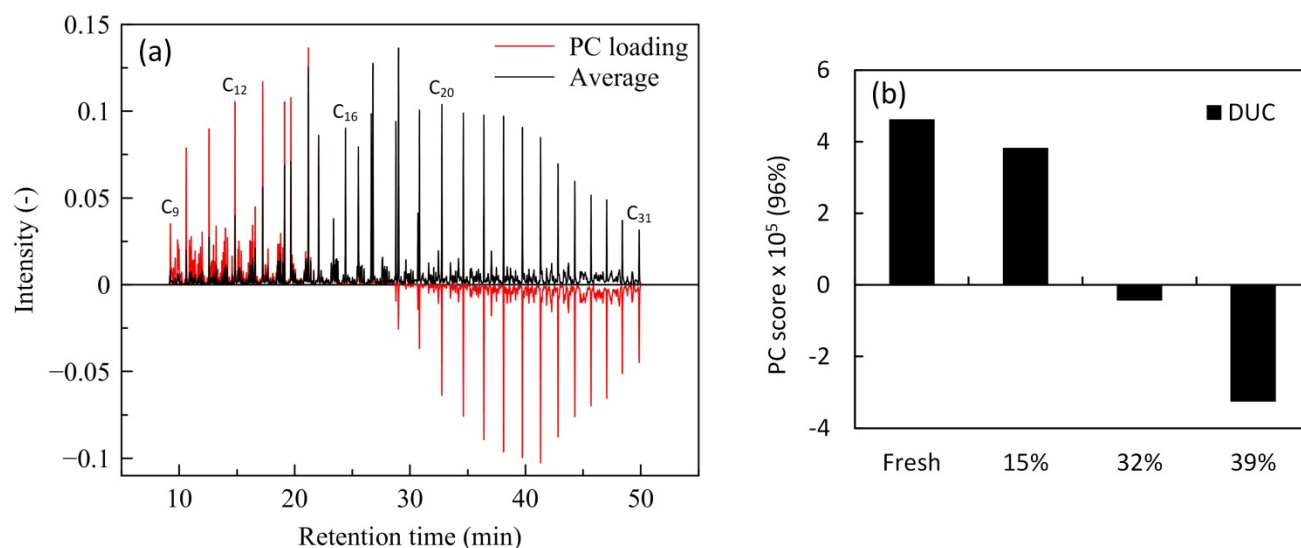 (a)
PC loading
Average
C₉
C₁₂
C₁₆
C₂₀
C₃₁
0.15
0.1
0.05
0
−0.05
−0.1
Intensity (-)
10 20 30 40 50
Retention time (min)
(b)
DUC
6
4
2
0
-2
-4
PC score x 10⁵ (96%)
Fresh 15% 32% 39%